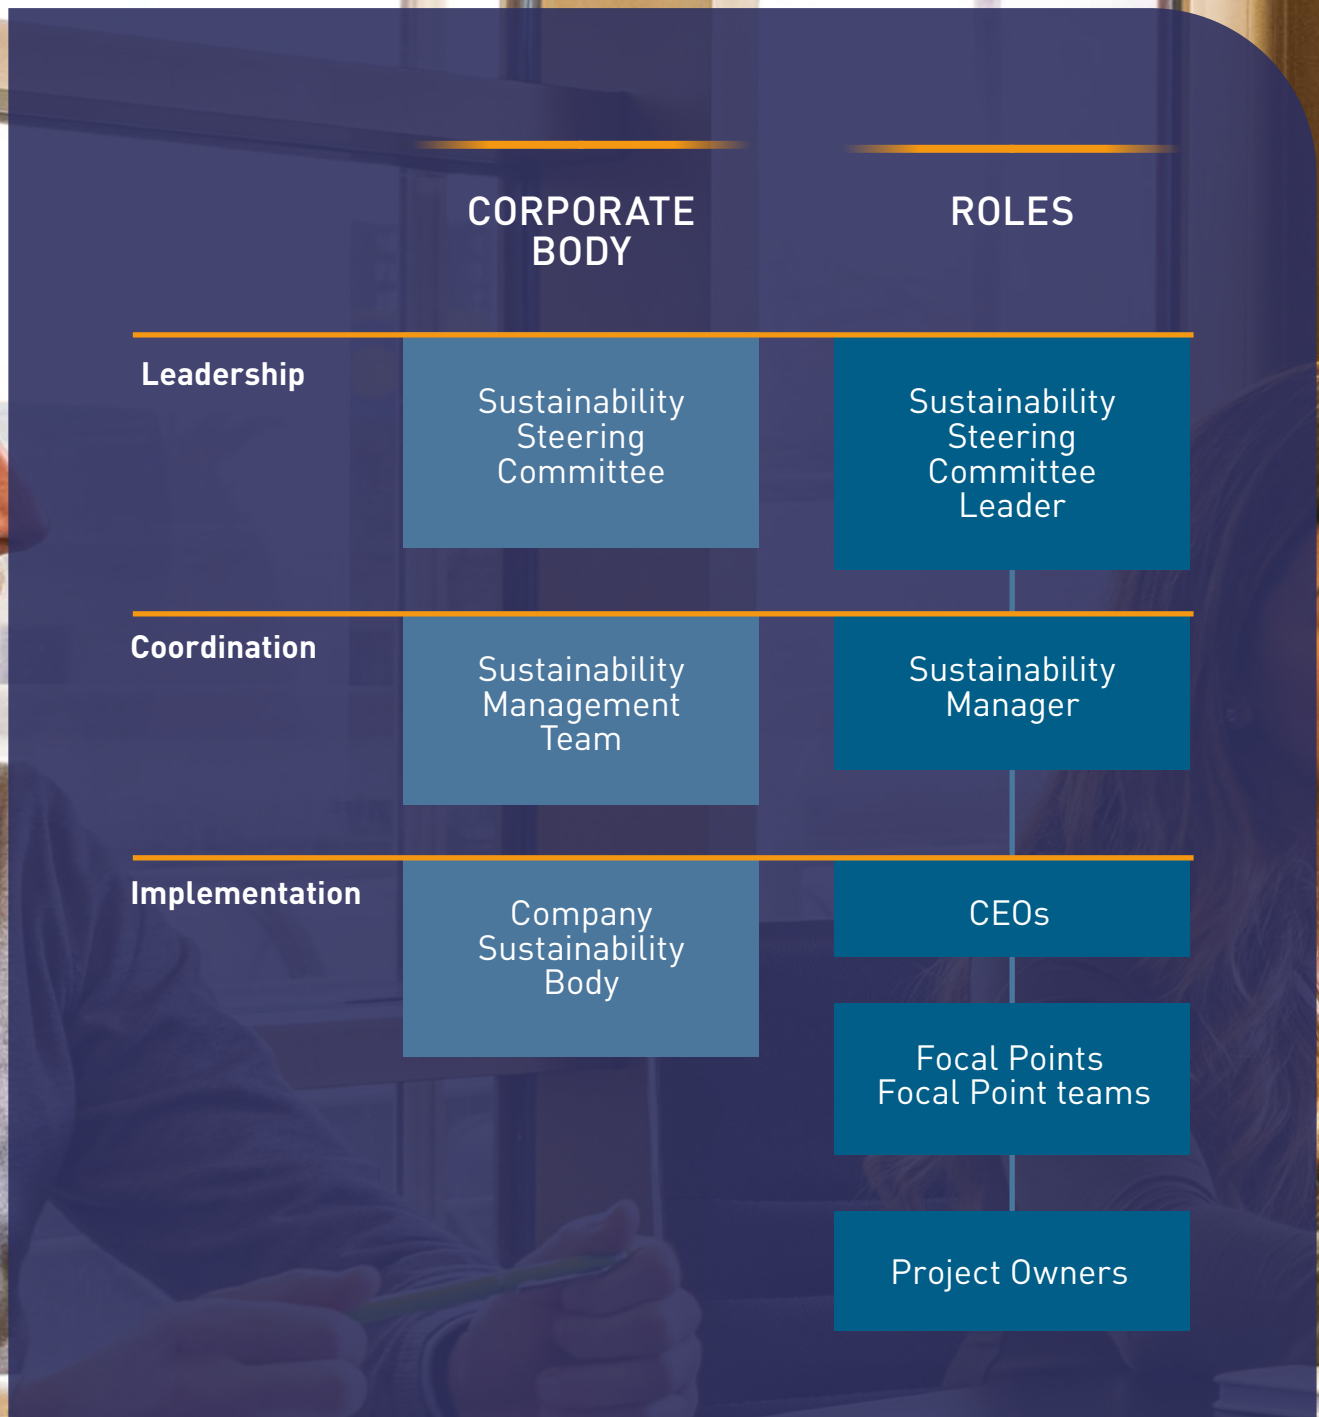 CORPORATE
BODY
ROLES
Leadership
Sustainability
Steering
Committee
Sustainability
Steering
Committee
Leader
Coordination
Sustainability
Management
Team
Sustainability
Manager
Implementation
Company
Sustainability
Body
CEOs
Focal Points
Focal Point teams
Project Owners